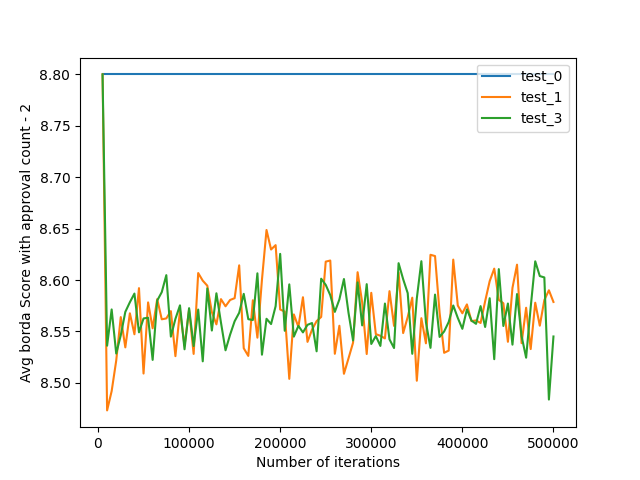 Avg borda Score with approval count - 2
8.80
8.75
8.70
8.65
8.60
8.55
8.50
test_0
test_1
test_3
0 100000 200000 300000 400000 500000
Number of iterations